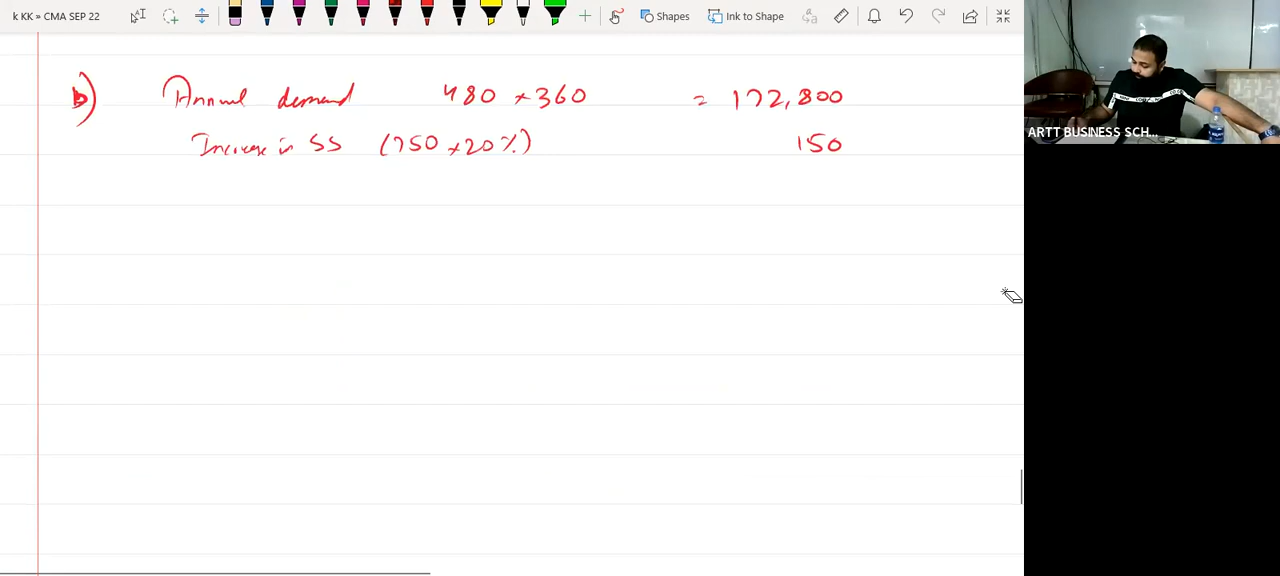 k KK » CMA SEP 22
Shapes
Ink to Shape
b) Annual demand 480 × 360 = 172,800
Increase in SS (750 × 20%) 150
ARTT BUSINESS SCH...